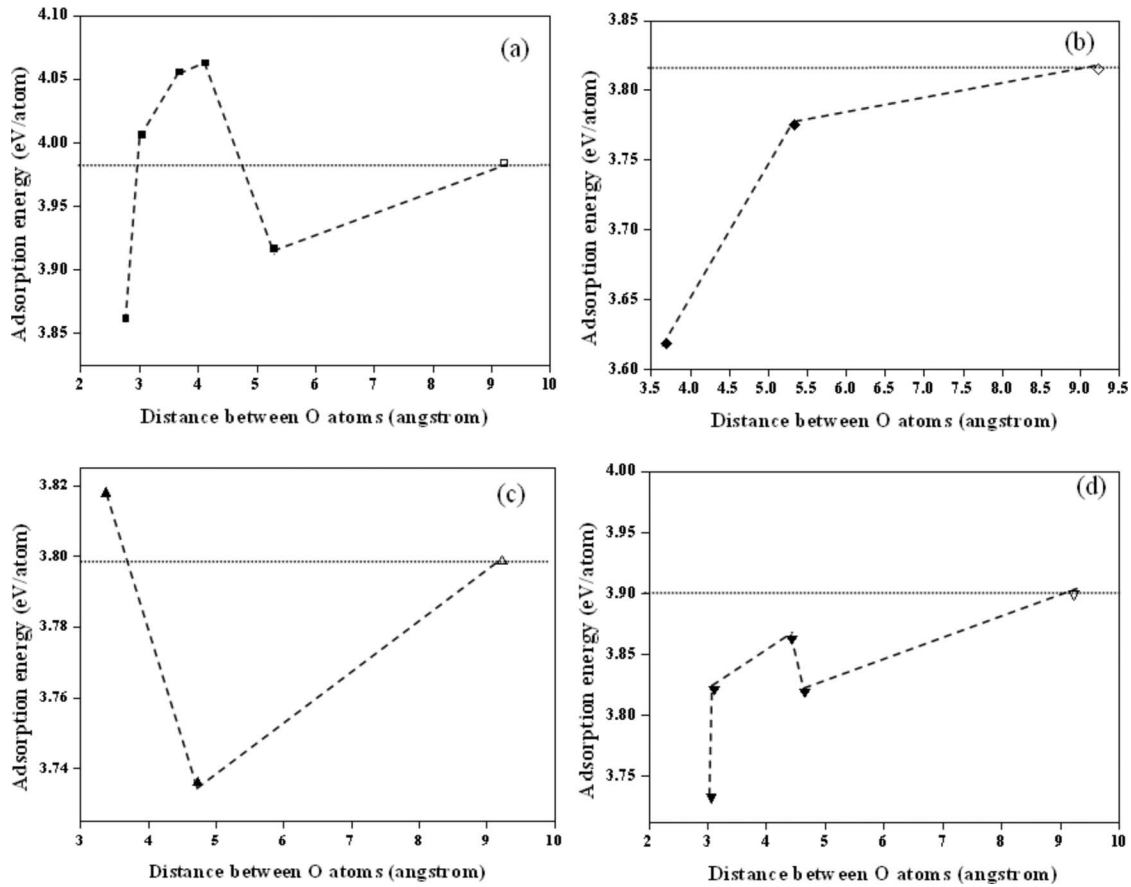 (a)
Adsorption energy (eV/atom)
4.10
4.05
4.00
3.95
3.90
3.85
2 3 4 5 6 7 8 9 10
Distance between O atoms (angstrom)
(b)
Adsorption energy (eV/atom)
3.85
3.80
3.75
3.70
3.65
3.60
3.5 4.0 4.5 5.0 5.5 6.0 6.5 7.0 7.5 8.0 8.5 9.0 9.5
Distance between O atoms (angstrom)
(c)
Adsorption energy (eV/atom)
3.82
3.80
3.78
3.76
3.74
3 4 5 6 7 8 9 10
Distance between O atoms (angstrom)
(d)
Adsorption energy (eV/atom)
4.00
3.95
3.90
3.85
3.80
3.75
2 3 4 5 6 7 8 9 10
Distance between O atoms (angstrom)